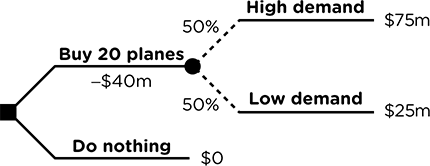 High demand
50%
$75m
Buy 20 planes
–$40m
50%
Low demand
$25m
Do nothing
$0